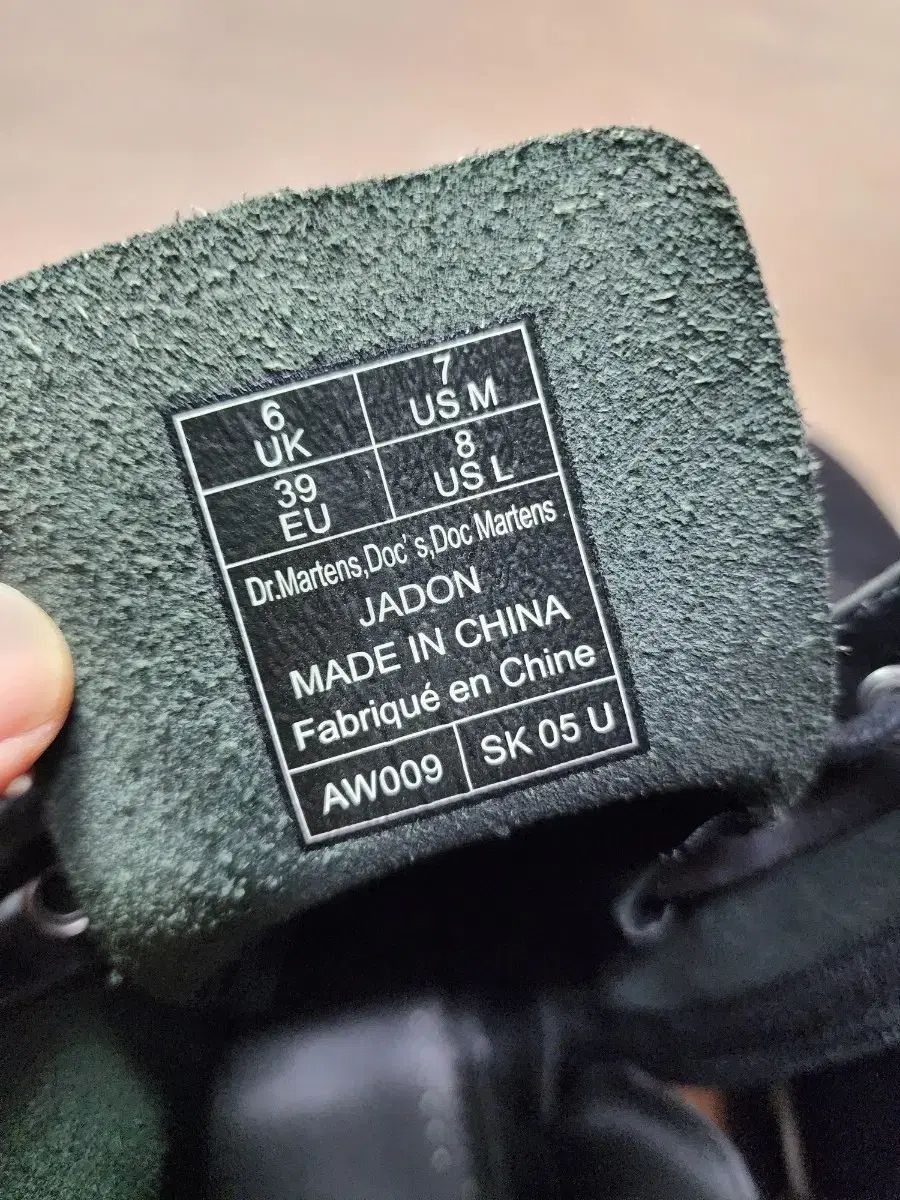 6
UK
7
US M
39
EU
8
US L
Dr.Martens,Doc's,Doc Martens
JADON
MADE IN CHINA
Fabriqué en Chine
AW009
SK 05 U